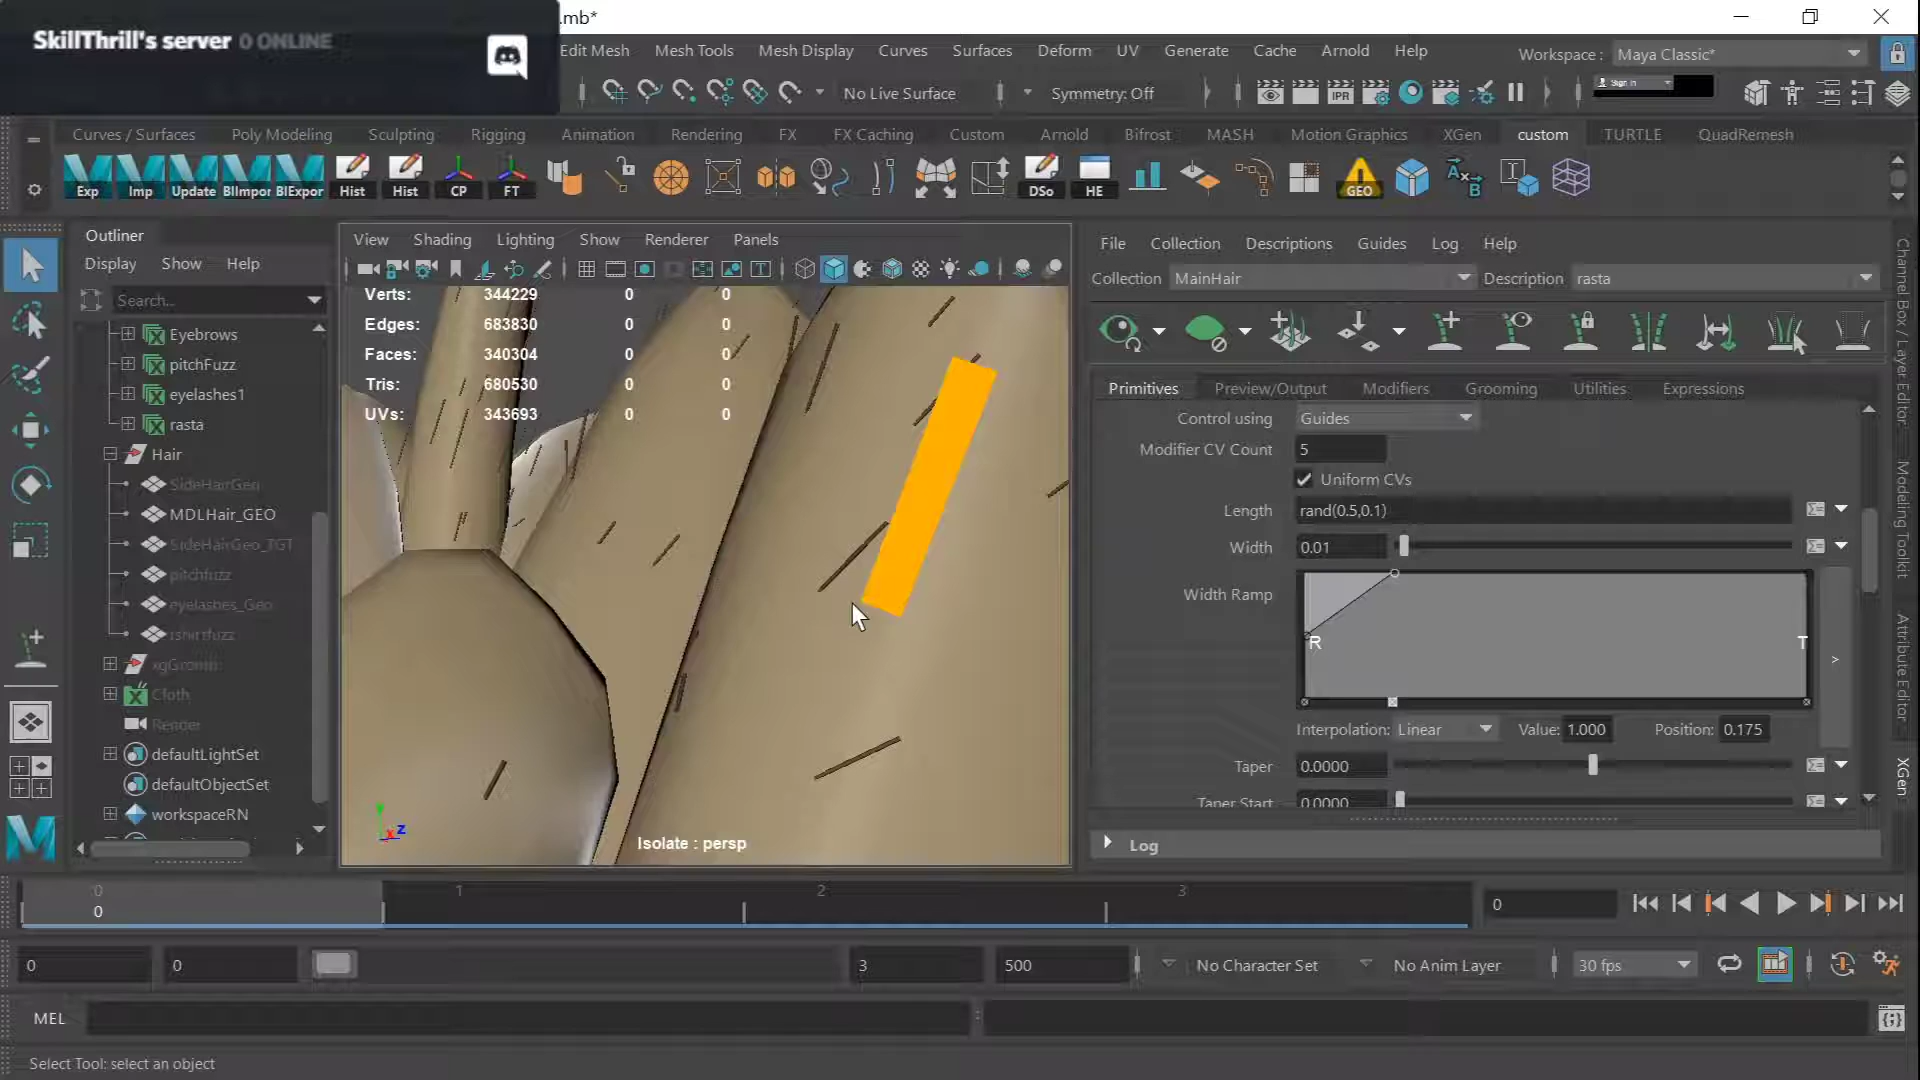 SkillThrill's server 0 ONLINE
.mb*
Edit Mesh Mesh Tools Mesh Display Curves Surfaces Deform UV Generate Cache Arnold Help
Workspace : Maya Classic*
No Live Surface Symmetry: Off IPR Sign In
Curves / Surfaces Poly Modeling Sculpting Rigging Animation Rendering FX FX Caching Custom Arnold Bifrost MASH Motion Graphics XGen custom TURTLE QuadRemesh
Exp Imp Update BlImpor BlExpor Hist Hist CP FT DSo HE GEO
Outliner
Display Show Help
Search...
Eyebrows
pitchFuzz
eyelashes1
rasta
Hair
SideHairGeo
MDLHair_GEO
SideHairGeo_TGT
pitchfuzz
eyelashes_Geo
tshirtfuzz
xgGroom
Cloth
Render
defaultLightSet
defaultObjectSet
workspaceRN
View Shading Lighting Show Renderer Panels
Verts: 344229 0 0
Edges: 683830 0 0
Faces: 340304 0 0
Tris: 680530 0 0
UVs: 343693 0 0
Y
X Z
Isolate : persp
File Collection Descriptions Guides Log Help
Collection MainHair Description rasta
Primitives Preview/Output Modifiers Grooming Utilities Expressions
Control using Guides
Modifier CV Count 5
Uniform CVs
Length rand(0.5,0.1)
Width 0.01
Width Ramp
R T
>
Interpolation: Linear Value: 1.000 Position: 0.175
Taper 0.0000
Taper Start 0.0000
Log
Channel Box / Layer Editor
Modeling Toolkit
Attribute Editor
XGen
0 1 2 3
0
0
0 0 3 500 No Character Set No Anim Layer 30 fps
MEL
Select Tool: select an object